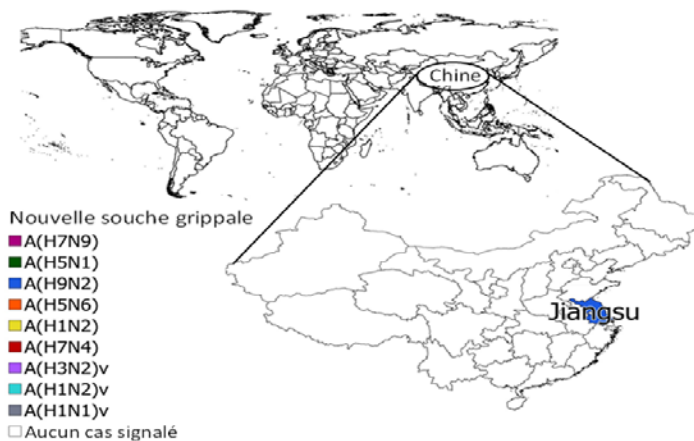 Chine
Nouvelle souche grippale
A(H7N9)
A(H5N1)
A(H9N2)
A(H5N6)
A(H1N2)
A(H7N4)
A(H3N2)v
A(H1N2)v
A(H1N1)v
Aucun cas signalé
Jiangsu